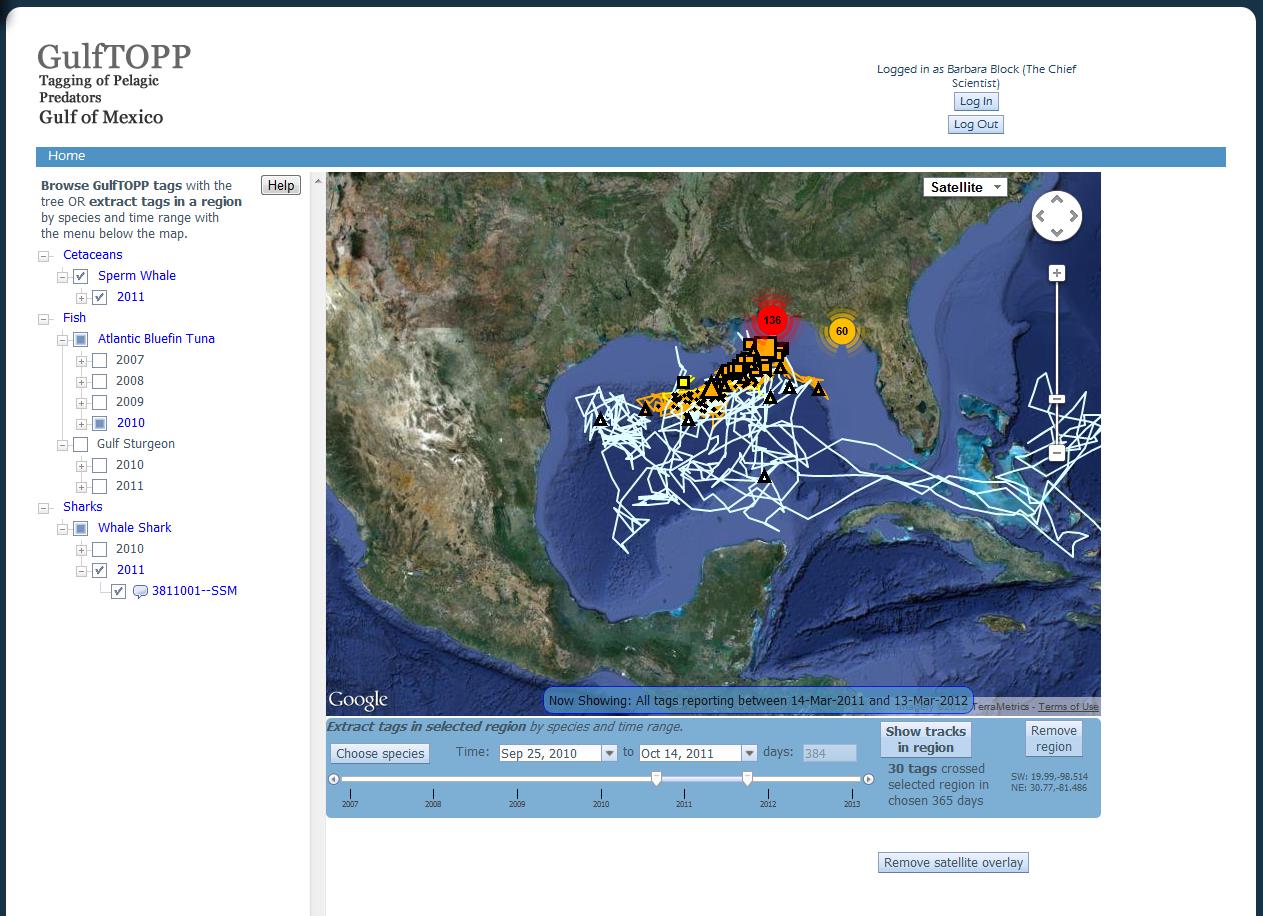 GulfTOPP
Tagging of Pelagic
Predators
Gulf of Mexico
Logged in as Barbara Block (The Chief
Scientist)
Log In
Log Out
Home
Browse GulfTOPP tags with the
tree OR extract tags in a region
by species and time range with
the menu below the map.
Help
Cetaceans
Sperm Whale
2011
Fish
Atlantic Bluefin Tuna
2007
2008
2009
2010
Gulf Sturgeon
2010
2011
Sharks
Whale Shark
2010
2011
3811001--SSM
Satellite
136
60
Google
Now Showing: All tags reporting between 14-Mar-2011 and 13-Mar-2012
TerraMetrics - Terms of Use
Extract tags in selected region by species and time range.
Choose species
Time: Sep 25, 2010 to Oct 14, 2011 days: 384
2007 2008 2009 2010 2011 2012 2013
Show tracks
in region
30 tags crossed
selected region in
chosen 365 days
Remove
region
SW: 19.99,-98.514
NE: 30.77,-81.486
Remove satellite overlay